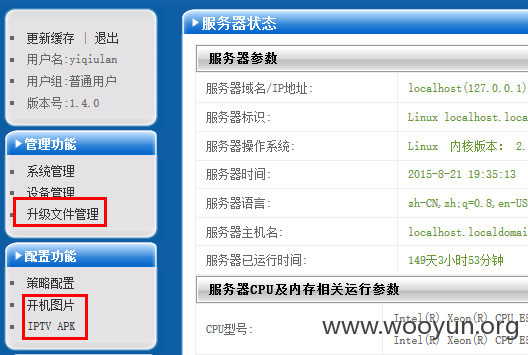 更新缓存 | 退出
用户名:yiqiulan
用户组:普通用户
版本号:1.4.0
管理功能
系统管理
设备管理
升级文件管理
配置功能
策略配置
开机图片
IPTV APK
服务器状态
服务器参数
服务器域名/IP地址: localhost(127.0.0.1)
服务器标识: Linux localhost.loca
服务器操作系统: Linux 内核版本: 2.
服务器时间: 2015-8-21 19:35:13
服务器语言: zh-CN,zh;q=0.8,en-US
服务器主机名: localhost.localdomai
服务器已运行时间: 149天3小时53分钟
服务器CPU及内存相关运行参数
CPU型号: Intel(R) Xeon(R) CPU E5
Intel(R) Xeon(R) CPU E5
www.wooyun.org